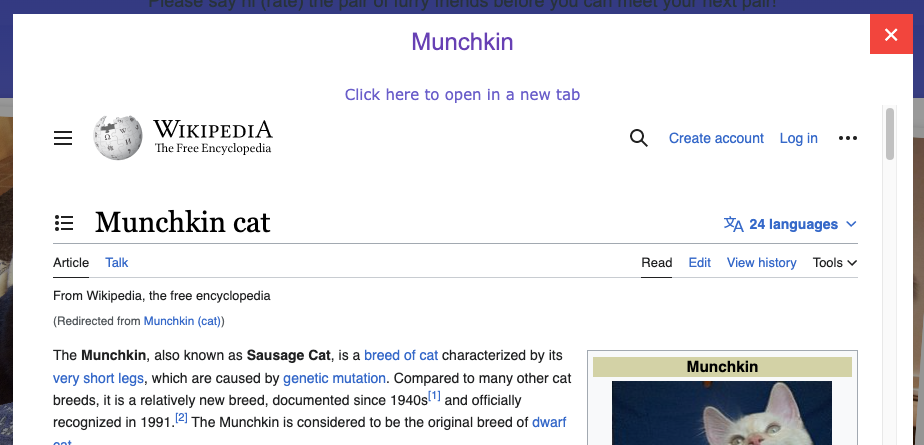 Please say hi (rate) the pair of furry friends before you can meet your next pair!
Munchkin
Click here to open in a new tab
WIKIPEDIA
The Free Encyclopedia
Create account Log in
Munchkin cat
24 languages
Article Talk Read Edit View history Tools
From Wikipedia, the free encyclopedia
(Redirected from Munchkin (cat))
The Munchkin, also known as Sausage Cat, is a breed of cat characterized by its
very short legs, which are caused by genetic mutation. Compared to many other cat
breeds, it is a relatively new breed, documented since 1940s[1] and officially
recognized in 1991.[2] The Munchkin is considered to be the original breed of dwarf
cat.
Munchkin